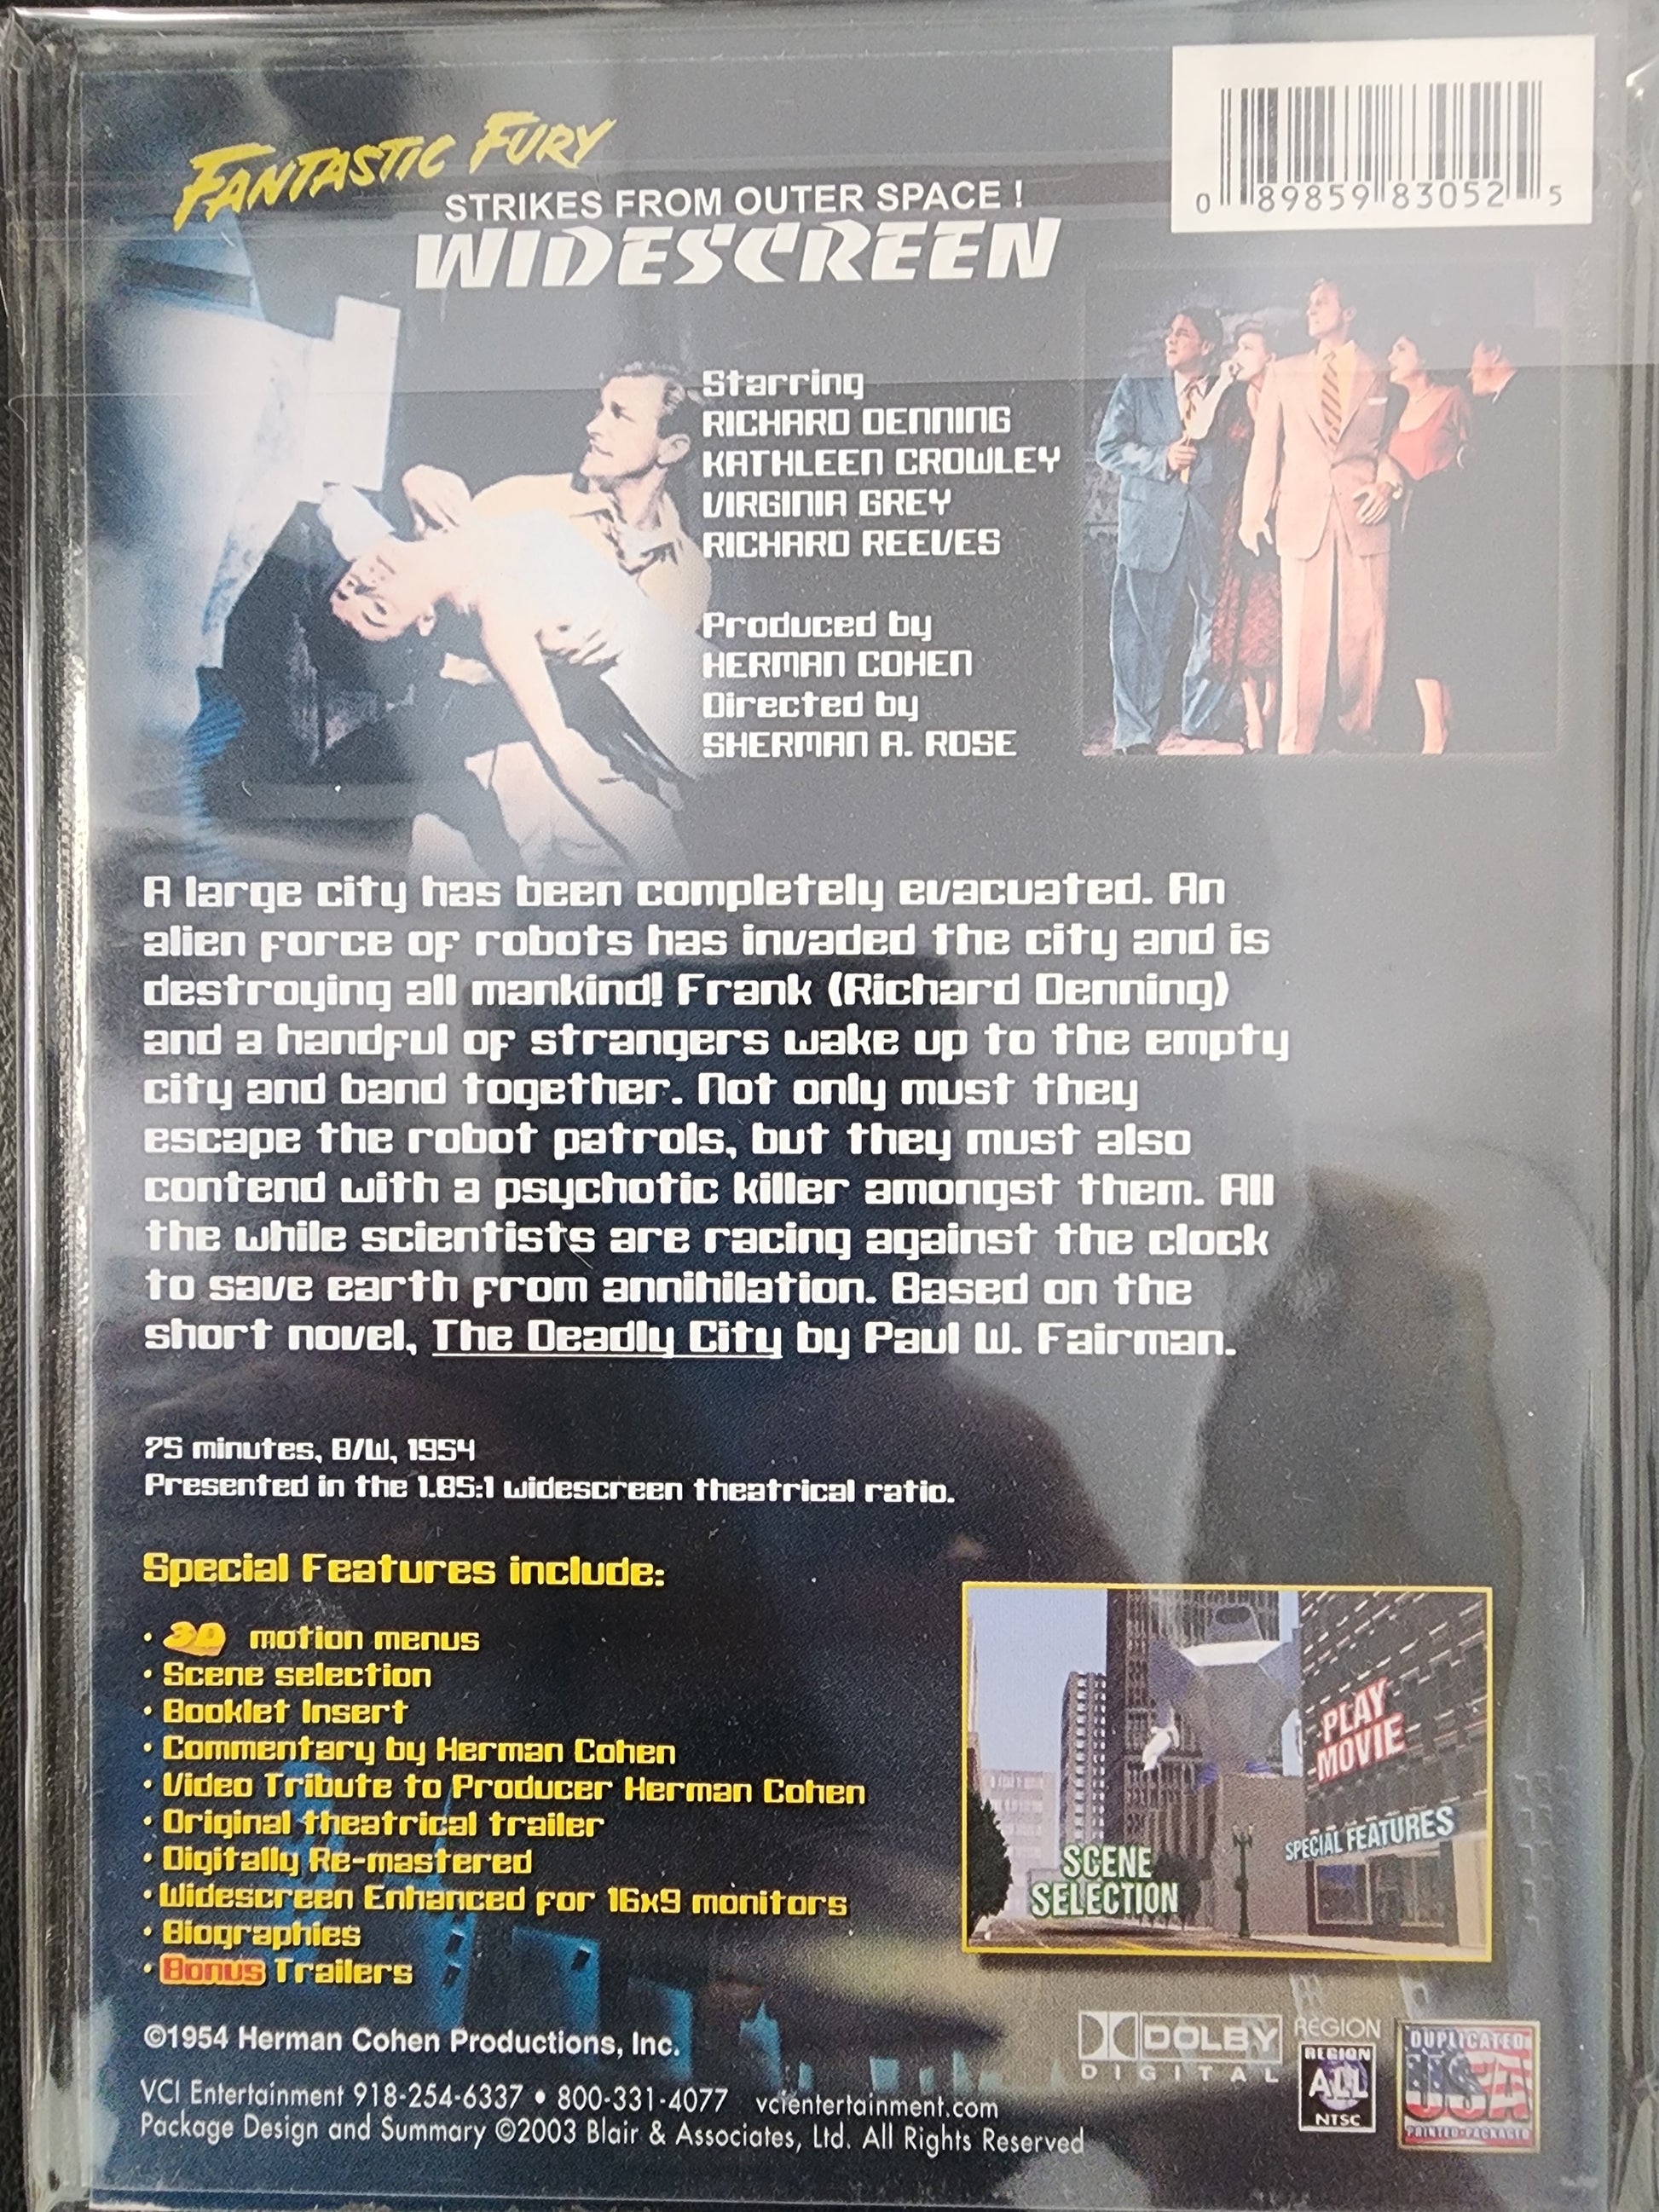 FANTASTIC FURY
STRIKES FROM OUTER SPACE !
WIDESCREEN
0 89859 83052 5
Starring
RICHARD DENNING
KATHLEEN CROWLEY
VIRGINIA GREY
RICHARD REEVES
Produced by
HERMAN COHEN
Directed by
SHERMAN A. ROSE
A large city has been completely evacuated. An
alien force of robots has invaded the city and is
destroying all mankind! Frank (Richard Denning)
and a handful of strangers wake up to the empty
city and band together. Not only must they
escape the robot patrols, but they must also
contend with a psychotic killer amongst them. All
the while scientists are racing against the clock
to save earth from annihilation. Based on the
short novel, The Deadly City by Paul W. Fairman.
75 minutes, B/W, 1954
Presented in the 1.85:1 widescreen theatrical ratio.
Special Features include:
• 3D motion menus
• Scene selection
• Booklet Insert
• Commentary by Herman Cohen
• Video Tribute to Producer Herman Cohen
• Original theatrical trailer
• Digitally Re-mastered
• Widescreen Enhanced for 16x9 monitors
• Biographies
• Bonus Trailers
PLAY
MOVIE
SPECIAL FEATURES
SCENE
SELECTION
©1954 Herman Cohen Productions, Inc.
VCI Entertainment 918-254-6337 • 800-331-4077 vcientertainment.com
Package Design and Summary ©2003 Blair & Associates, Ltd. All Rights Reserved
DOLBY
DIGITAL
REGION
REGION
ALL
NTSC
DUPLICATED
USA
PRINTED-PACKAGED